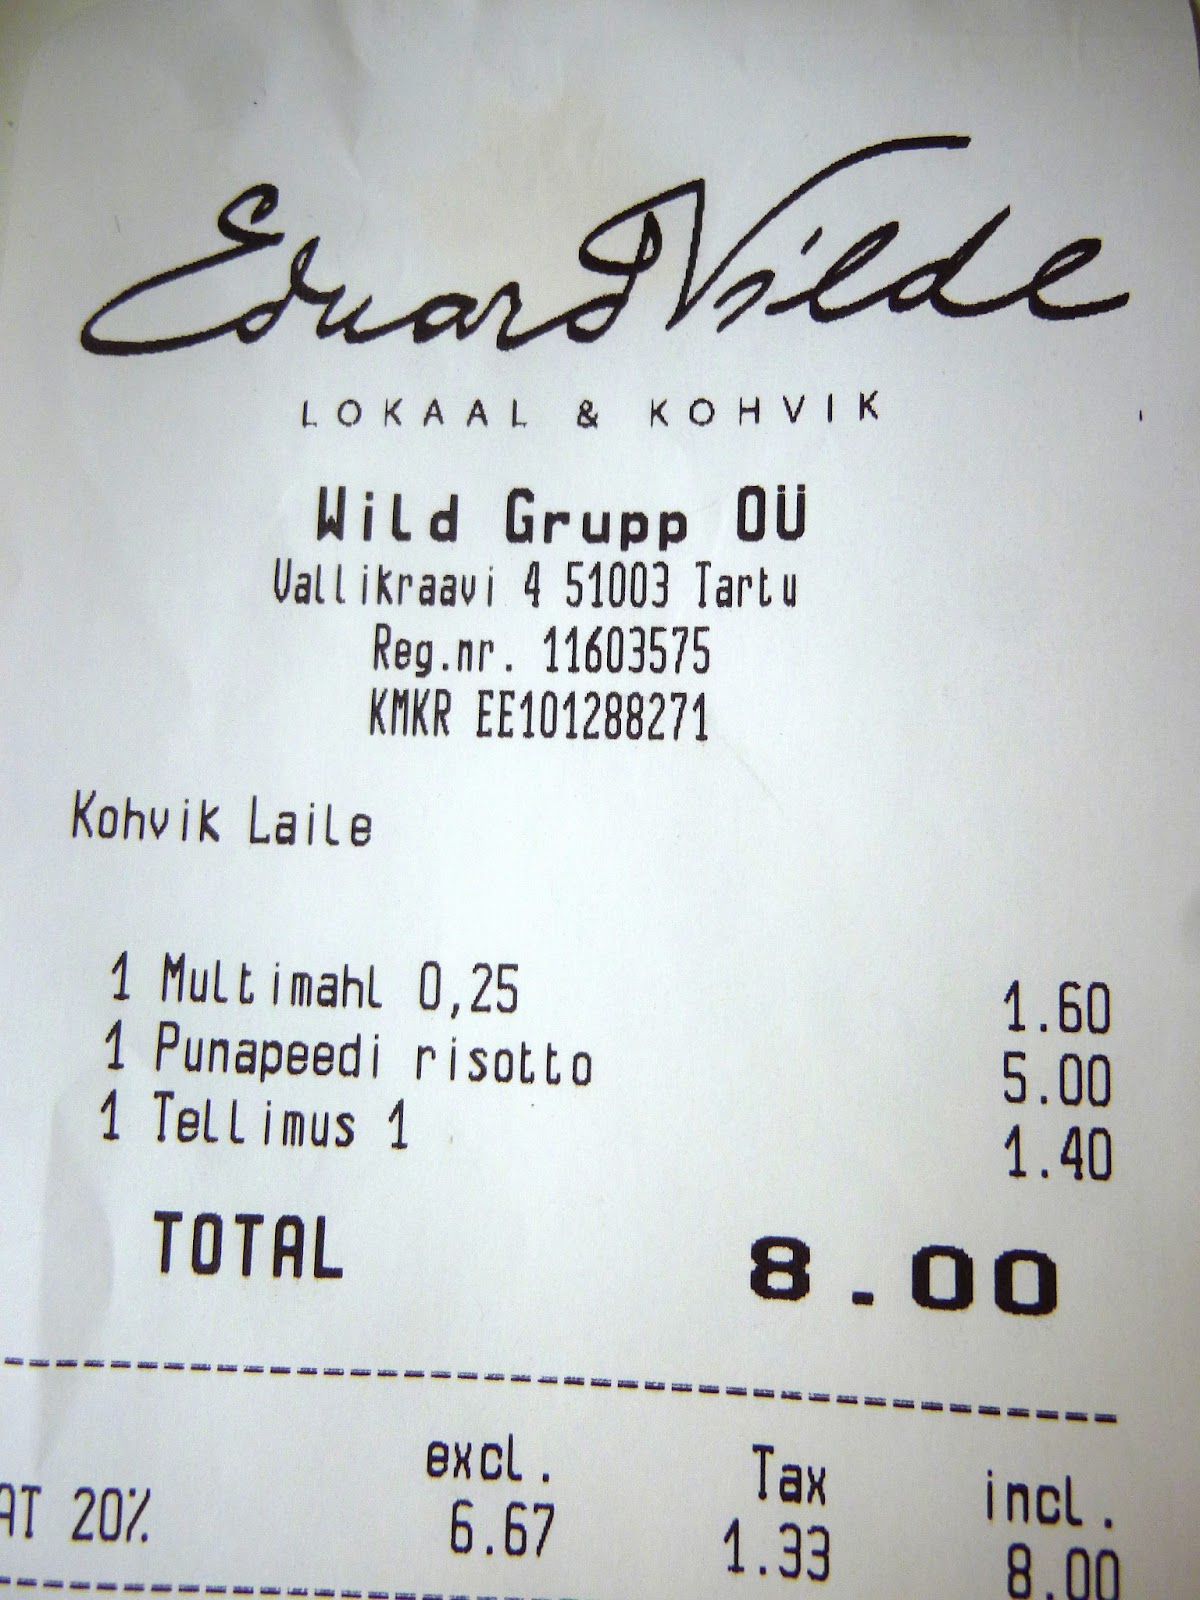 Eduard Vilde
LOKAAL & KOHVIK
Wild Grupp OÜ
Vallikraavi 4 51003 Tartu
Reg.nr. 11603575
KMKR EE101288271
Kohvik Laile
1 Multimahl 0,25 1.60
1 Punapeedi risotto 5.00
1 Tellimus 1 1.40
TOTAL 8.00
excl. Tax incl.
AT 20% 6.67 1.33 8.00